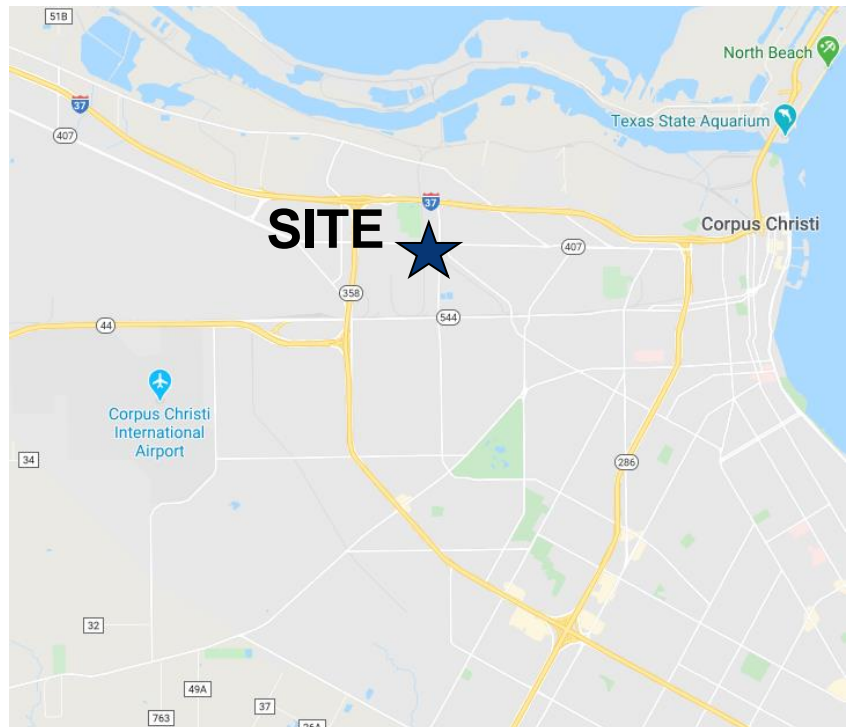 51B
North Beach
37
Texas State Aquarium
407
37
SITE
Corpus Christi
407
358
544
44
Corpus Christi
International
Airport
34
286
32
49A
37
763